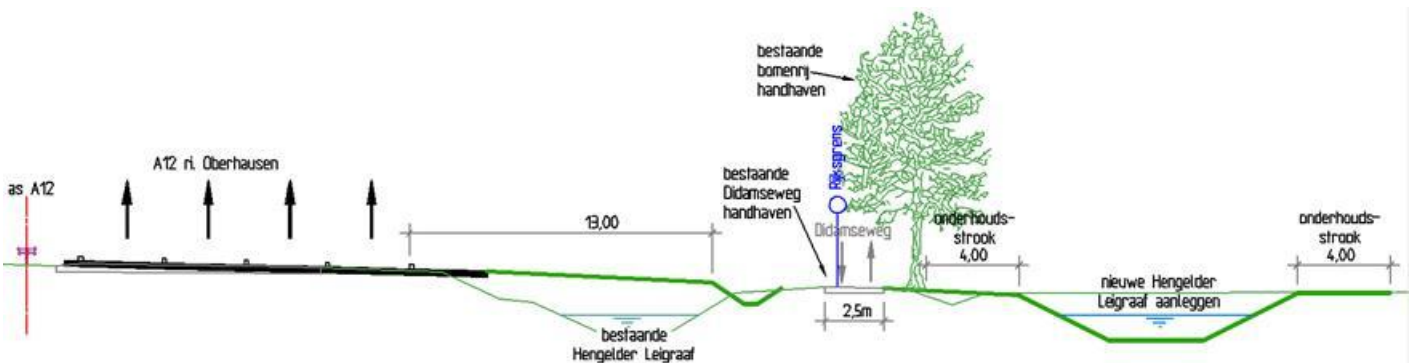 as A12
A12 ri. Oberhausen
13,00
bestaande
Hengelder Leigraaf
bestaande
Didamseweg
handhaven
bestaande
bomenrij
handhaven
Rijksgrens
Didamseweg
2,5m
onderhouds-
strook
4,00
nieuwe Hengelder
Leigraaf aanleggen
onderhouds-
strook
4,00